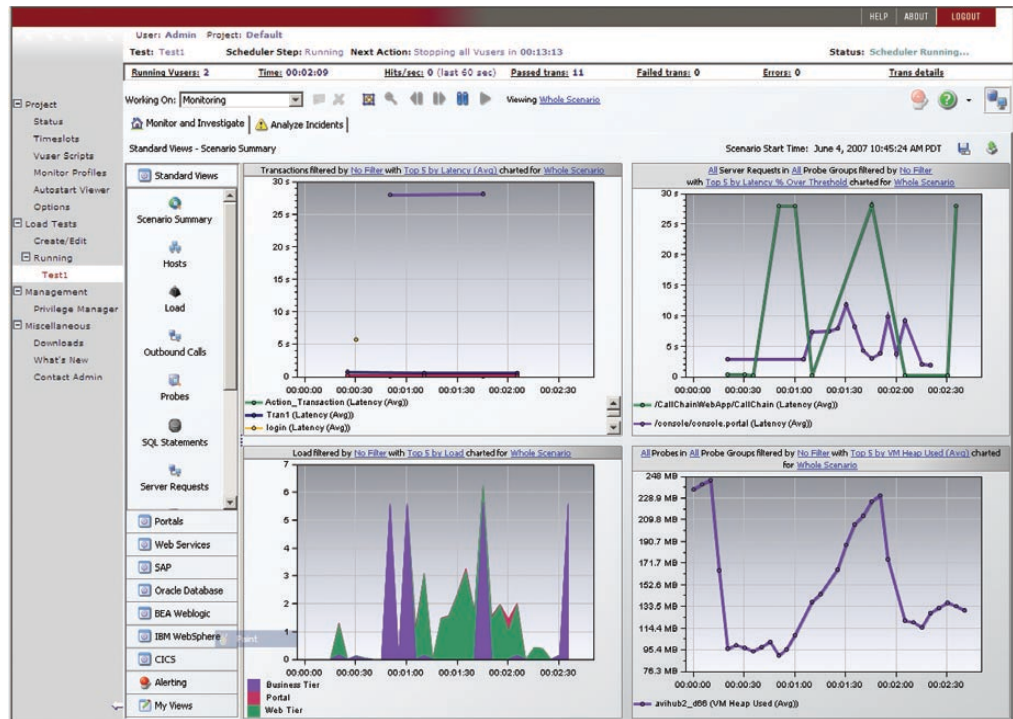 HELP ABOUT LOGOUT
User: Admin Project: Default
Test: Test1 Scheduler Step: Running Next Action: Stopping all Vusers in 00:13:13 Status: Scheduler Running...
Running Vusers: 2 Time: 00:02:09 Hits/sec: 0 (last 60 sec) Passed trans: 11 Failed trans: 0 Errors: 0 Trans details
Project
Status
Timeslots
Vuser Scripts
Monitor Profiles
Autostart Viewer
Options
Load Tests
Create/Edit
Running
Test1
Management
Privilege Manager
Miscellaneous
Downloads
What's New
Contact Admin
Working On: Monitoring Viewing Whole Scenario
Monitor and Investigate Analyze Incidents
Standard Views - Scenario Summary Scenario Start Time: June 4, 2007 10:45:24 AM PDT
Standard Views
Scenario Summary
Hosts
Load
Outbound Calls
Probes
SQL Statements
Server Requests
Portals
Web Services
SAP
Oracle Database
BEA Weblogic
IBM WebSphere
Point
CICS
Alerting
My Views
Transactions filtered by No Filter with Top 5 by Latency (Avg) charted for Whole Scenario
30 s
25 s
20 s
15 s
10 s
5 s
0
00:00:00 00:00:30 00:01:00 00:01:30 00:02:00 00:02:30
Action_Transaction (Latency (Avg))
Tran1 (Latency (Avg))
login (Latency (Avg))
All Server Requests in All Probe Groups filtered by No Filter
with Top 5 by Latency % Over Threshold charted for Whole Scenario
30 s
25 s
20 s
15 s
10 s
5 s
0
00:00:00 00:00:30 00:01:00 00:01:30 00:02:00 00:02:30
/CallChainWebApp/CallChain (Latency (Avg))
/console/console.portal (Latency (Avg))
Load filtered by No Filter with Top 5 by Load charted for Whole Scenario
7
6
5
4
3
2
1
0
00:00:00 00:00:30 00:01:00 00:01:30 00:02:00 00:02:30
Business Tier
Portal
Web Tier
All Probes in All Probe Groups filtered by No Filter with Top 5 by VM Heap Used (Avg) charted
for Whole Scenario
248 MB
228.9 MB
209.8 MB
190.7 MB
171.7 MB
152.6 MB
133.5 MB
114.4 MB
95.4 MB
76.3 MB
00:00:00 00:00:30 00:01:00 00:01:30 00:02:00 00:02:30
avihub2_d66 (VM Heap Used (Avg))